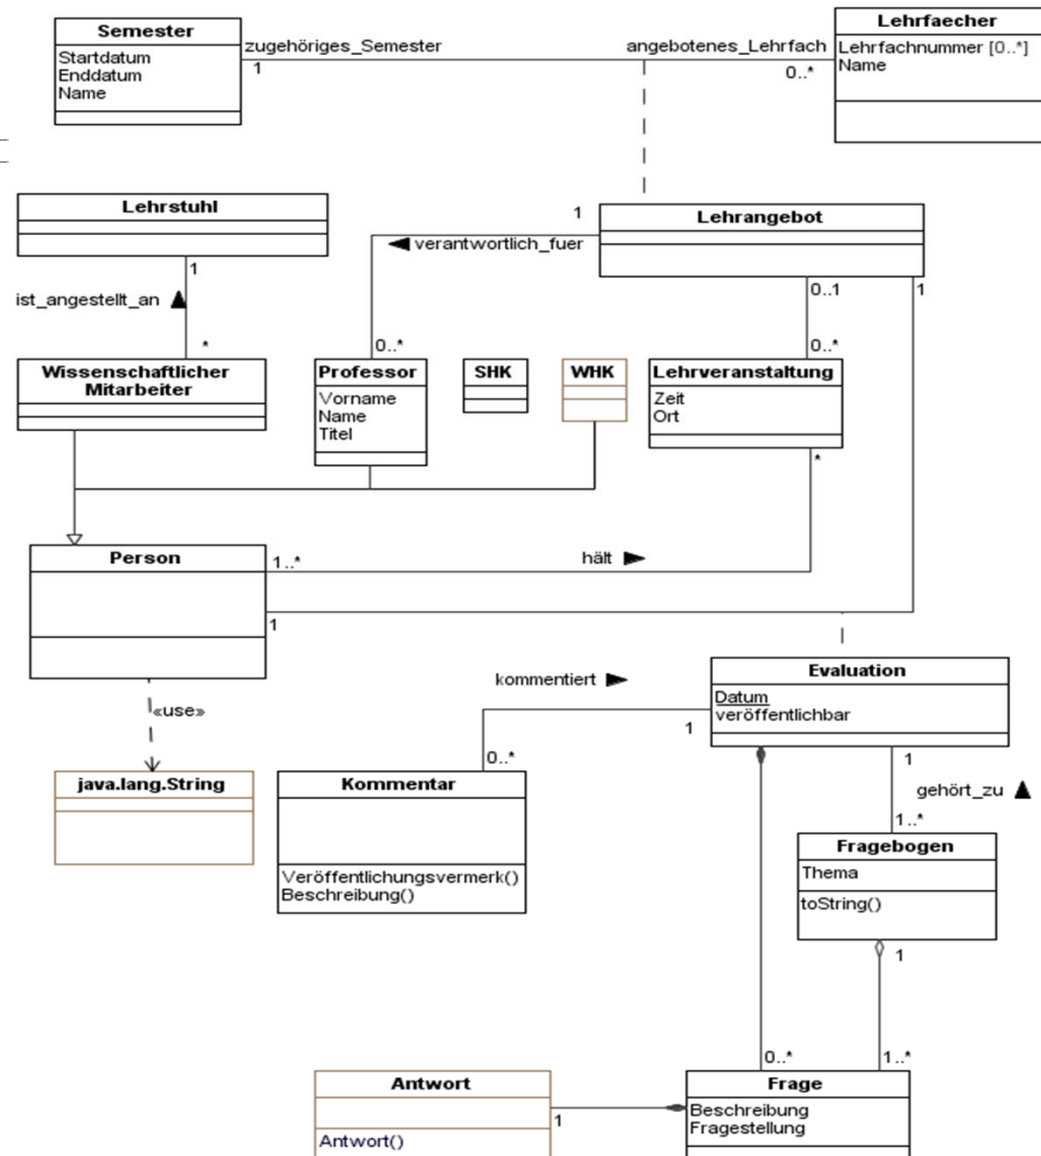 Semester
Startdatum
Enddatum
Name
zugehöriges_Semester
1
angebotenes_Lehrfach
0..*
Lehrfaecher
Lehrfachnummer [0..*]
Name
Lehrstuhl
1
ist_angestellt_an
*
1
verantwortlich_fuer
Lehrangebot
0..1
1
0..*
0..*
Wissenschaftlicher
Mitarbeiter
Professor
Vorname
Name
Titel
SHK
WHK
Lehrveranstaltung
Zeit
Ort
*
Person
1..*
hält
1
«use»
kommentiert
Evaluation
Datum
veröffentlichbar
1
0..*
1
gehört_zu
1..*
java.lang.String
Kommentar
Veröffentlichungsvermerk()
Beschreibung()
Fragebogen
Thema
toString()
1
0..*
1..*
Antwort
Antwort()
1
Frage
Beschreibung
Fragestellung